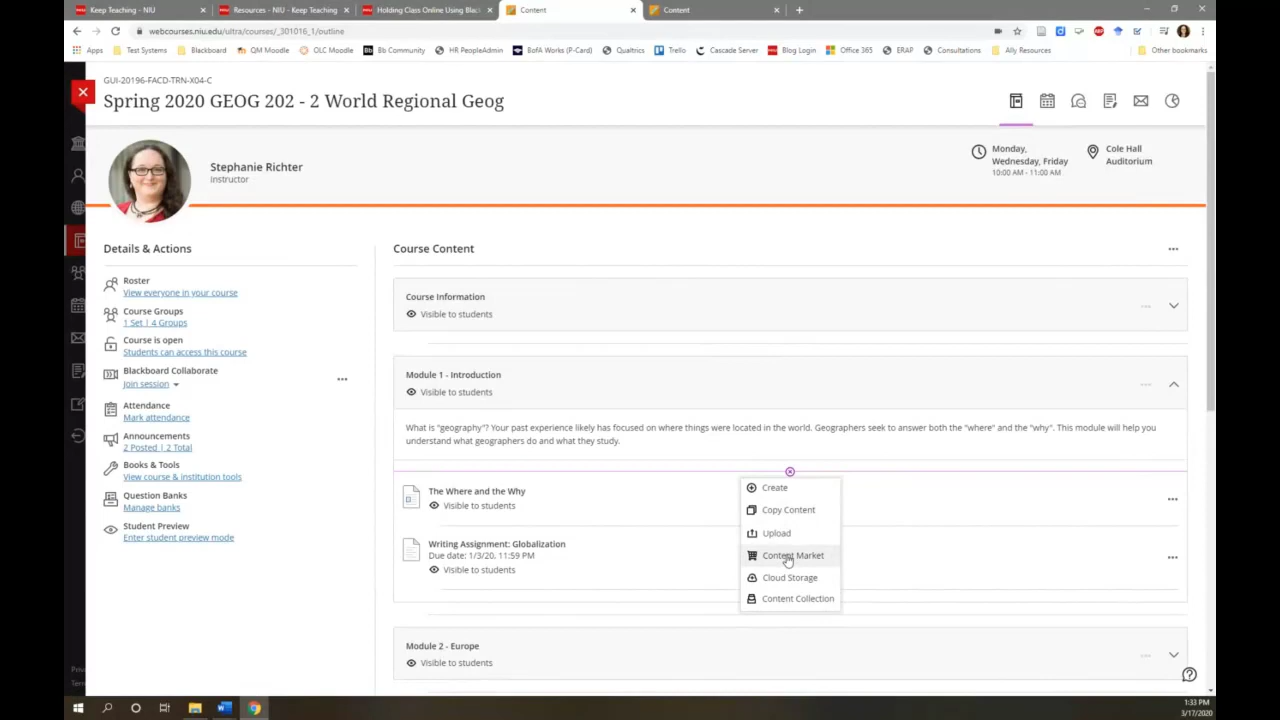 Keep Teaching - NIU
Resources - NIU - Keep Teaching
Holding Class Online Using Blac
Content
Content
webcourses.niu.edu/ultra/courses/_301016_1/outline
Apps
Test Systems
Blackboard
QM Moodle
OLC Moodle
Bb Community
HR PeopleAdmin
BofA Works (P-Card)
Qualtrics
Trello
Cascade Server
Blog Login
Office 365
ERAP
Consultations
Ally Resources
Other bookmarks
GUI-20196-FACD-TRN-X04-C
Spring 2020 GEOG 202 - 2 World Regional Geog
Stephanie Richter
Instructor
Monday,
Wednesday, Friday
10:00 AM - 11:00 AM
Cole Hall
Auditorium
Details & Actions
Roster
View everyone in your course
Course Groups
1 Set | 4 Groups
Course is open
Students can access this course
Blackboard Collaborate
Join session
Attendance
Mark attendance
Announcements
2 Posted | 2 Total
Books & Tools
View course & institution tools
Question Banks
Manage banks
Student Preview
Enter student preview mode
Course Content
Course Information
Visible to students
Module 1 - Introduction
Visible to students
What is "geography"? Your past experience likely has focused on where things were located in the world. Geographers seek to answer both the "where" and the "why". This module will help you
understand what geographers do and what they study.
The Where and the Why
Visible to students
Writing Assignment: Globalization
Due date: 1/3/20, 11:59 PM
Visible to students
Create
Copy Content
Upload
Content Market
Cloud Storage
Content Collection
Module 2 - Europe
Visible to students
1:33 PM
3/17/2020